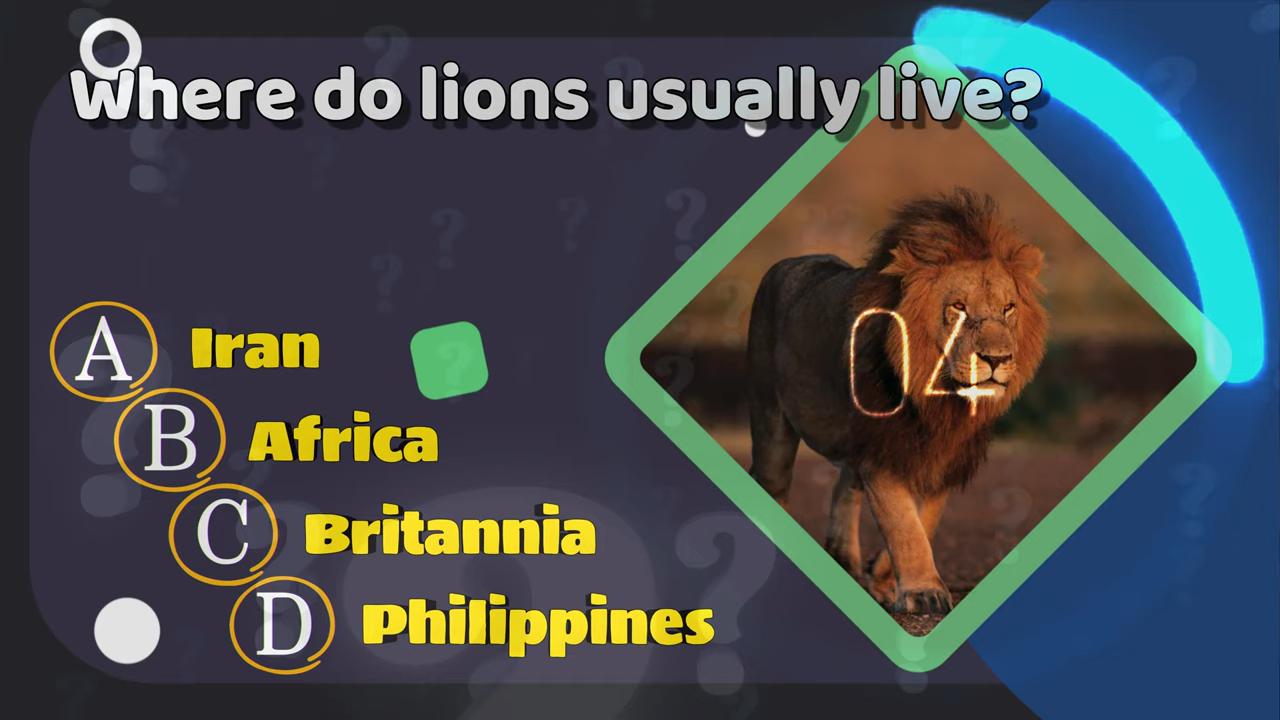 Where do lions usually live?
A Iran
B Africa
C Britannia
D Philippines
04